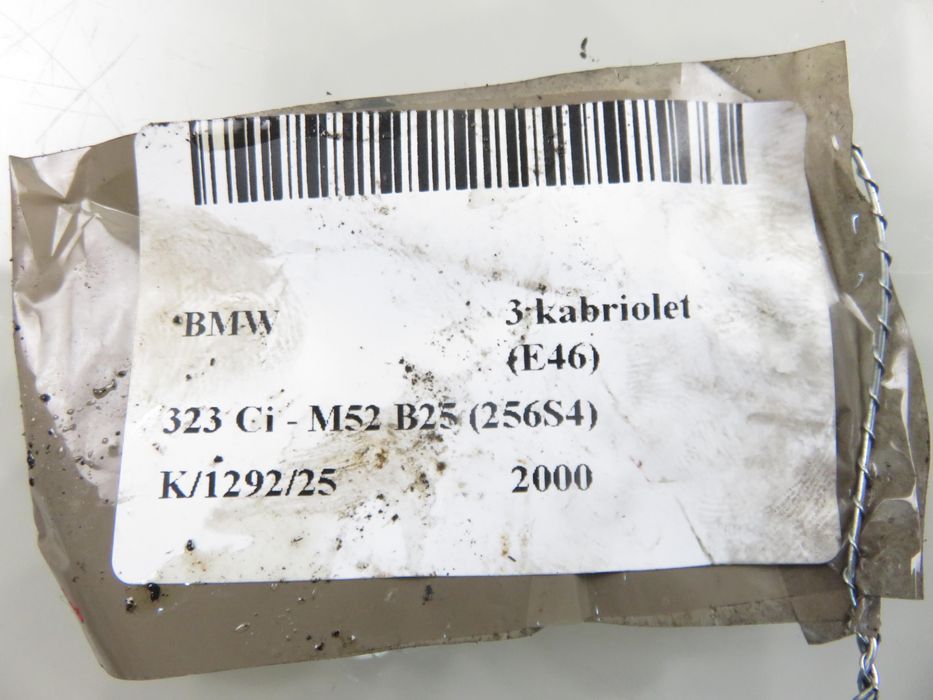 BMW 3 kabriolet
(E46)
323 Ci - M52 B25 (256S4)
K/1292/25 2000